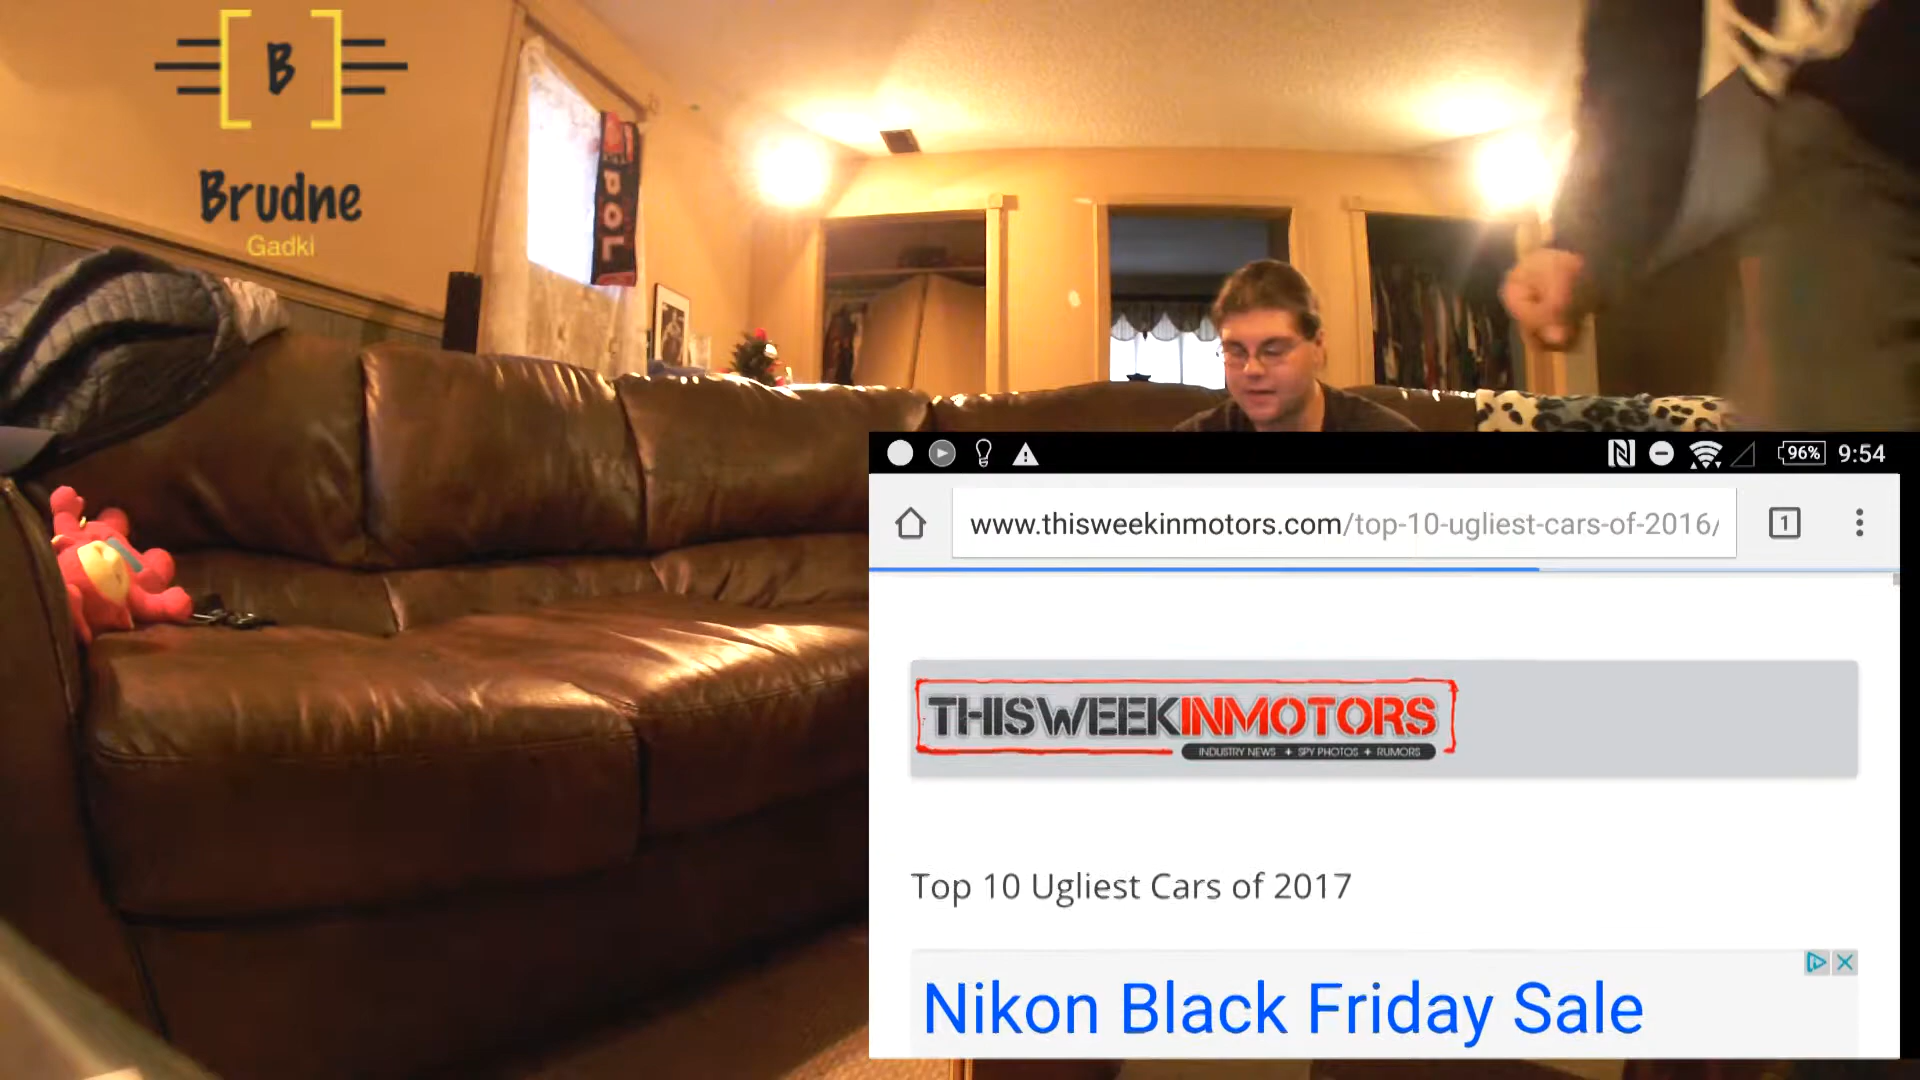 B
Brudne
Gadki
POL
96% 9:54
www.thisweekinmotors.com/top-10-ugliest-cars-of-2016/
1
THISWEEKINMOTORS
INDUSTRY NEWS + SPY PHOTOS + RUMORS
Top 10 Ugliest Cars of 2017
Nikon Black Friday Sale